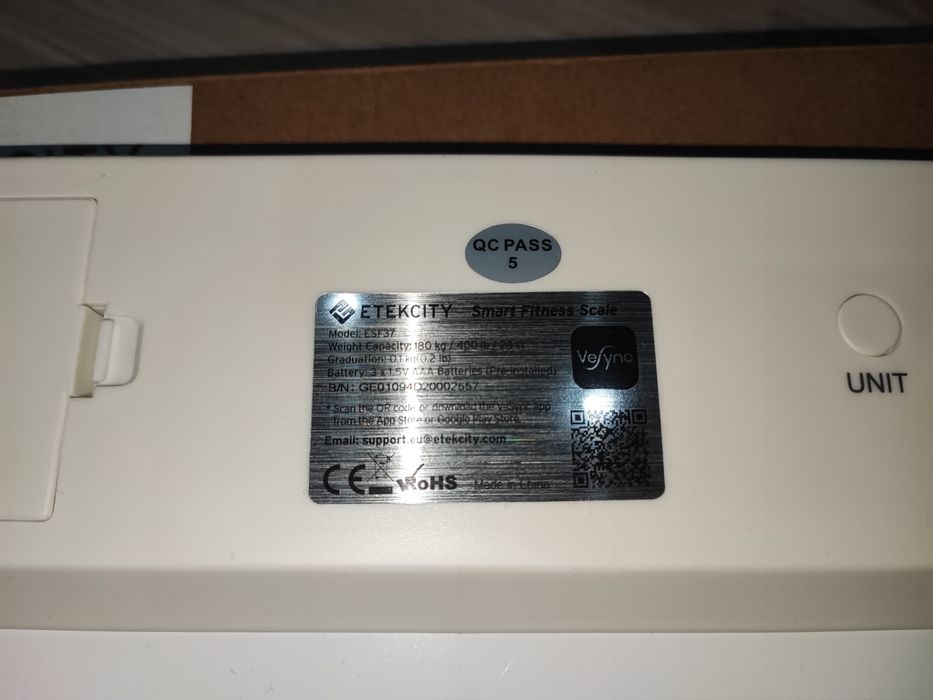 QC PASS
5
ETEKCITY Smart Fitness Scale
Model: ESF37
Weight Capacity: 180 kg / 400 lb / 28 st
Graduation: 0.1 kg(0.2 lb)
Battery: 3 x 1.5V AAA Batteries (Pre-installed)
B/N: GE01094D20002557
* Scan the QR code or download the VeSync app
from the App Store or Google Play Store.
Email: support.eu@etekcity.com
CE RoHS Made in China
VeSync
UNIT